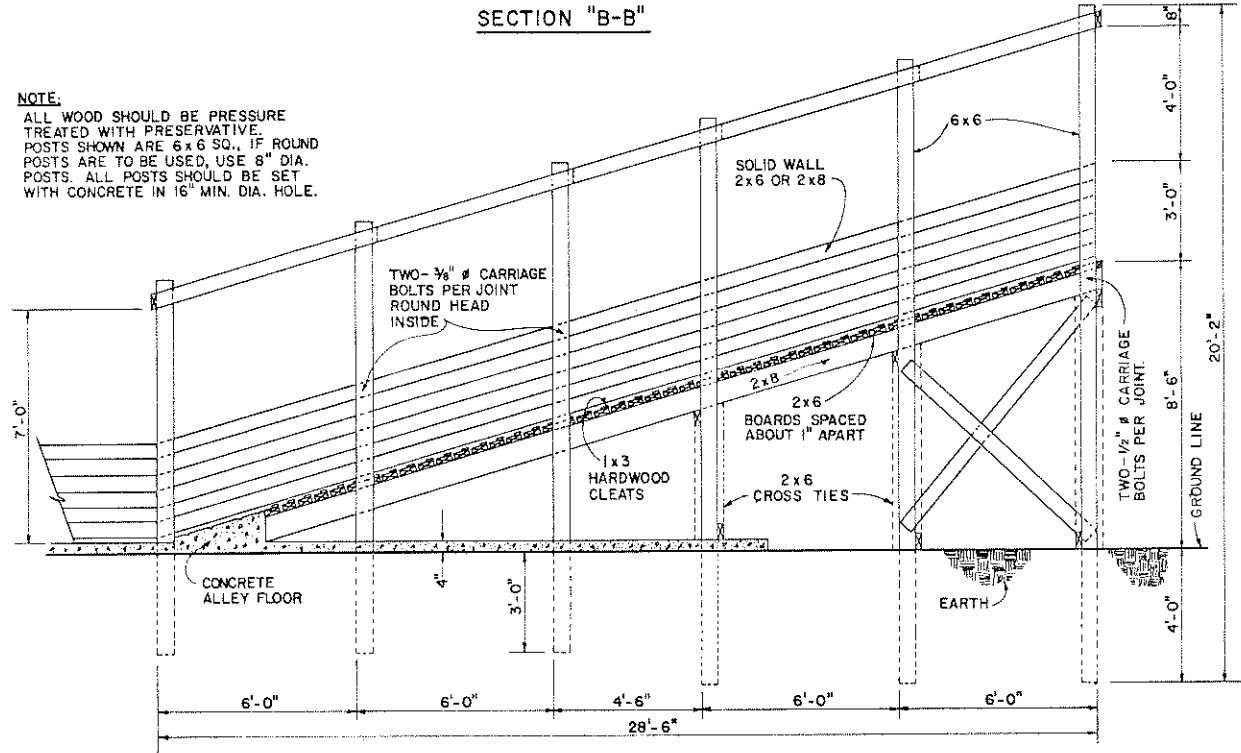 SECTION "B-B"
NOTE:
ALL WOOD SHOULD BE PRESSURE
TREATED WITH PRESERVATIVE.
POSTS SHOWN ARE 6x6 SQ., IF ROUND
POSTS ARE TO BE USED, USE 8" DIA.
POSTS. ALL POSTS SHOULD BE SET
WITH CONCRETE IN 16" MIN. DIA. HOLE.
8"
4'-0"
6x6
SOLID WALL
2x6 OR 2x8
3'-0"
TWO-3/8" ø CARRIAGE
BOLTS PER JOINT
ROUND HEAD
INSIDE
20'-2"
7'-0"
2x8
8'-6"
2x6
BOARDS SPACED
ABOUT 1" APART
1x3
HARDWOOD
CLEATS
2x6
CROSS TIES
TWO-1/2" ø CARRIAGE
BOLTS PER JOINT.
GROUND LINE
CONCRETE
ALLEY FLOOR
4"
3'-0"
EARTH
4'-0"
6'-0"
6'-0"
4'-6"
6'-0"
6'-0"
28'-6"